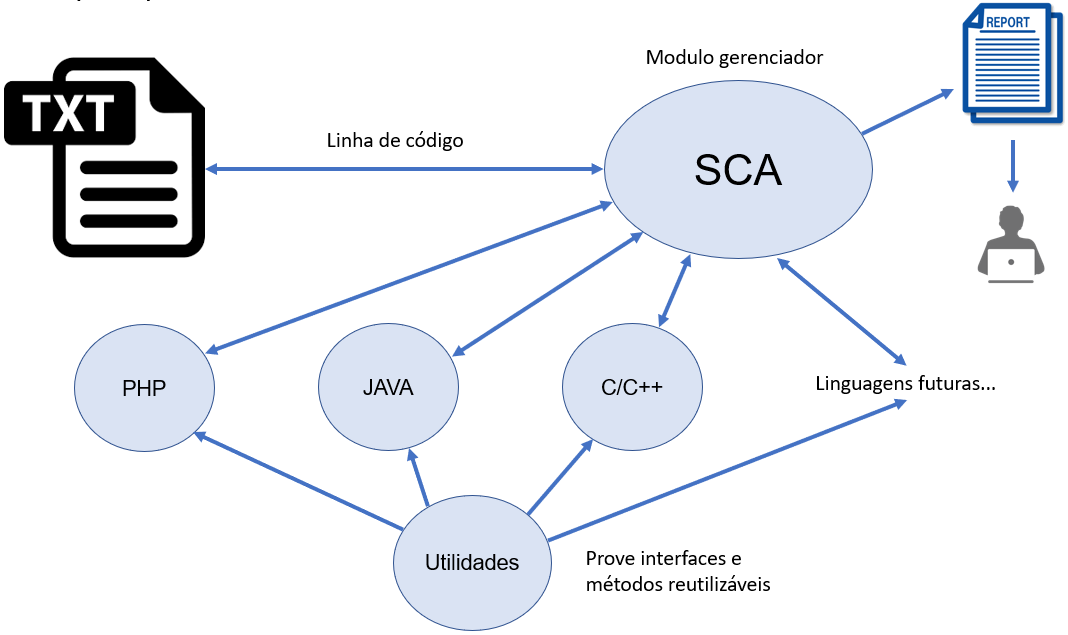 REPORT
Modulo gerenciador
TXT
Linha de código
SCA
PHP
JAVA
C/C++
Linguagens futuras...
Utilidades
Prove interfaces e
métodos reutilizáveis